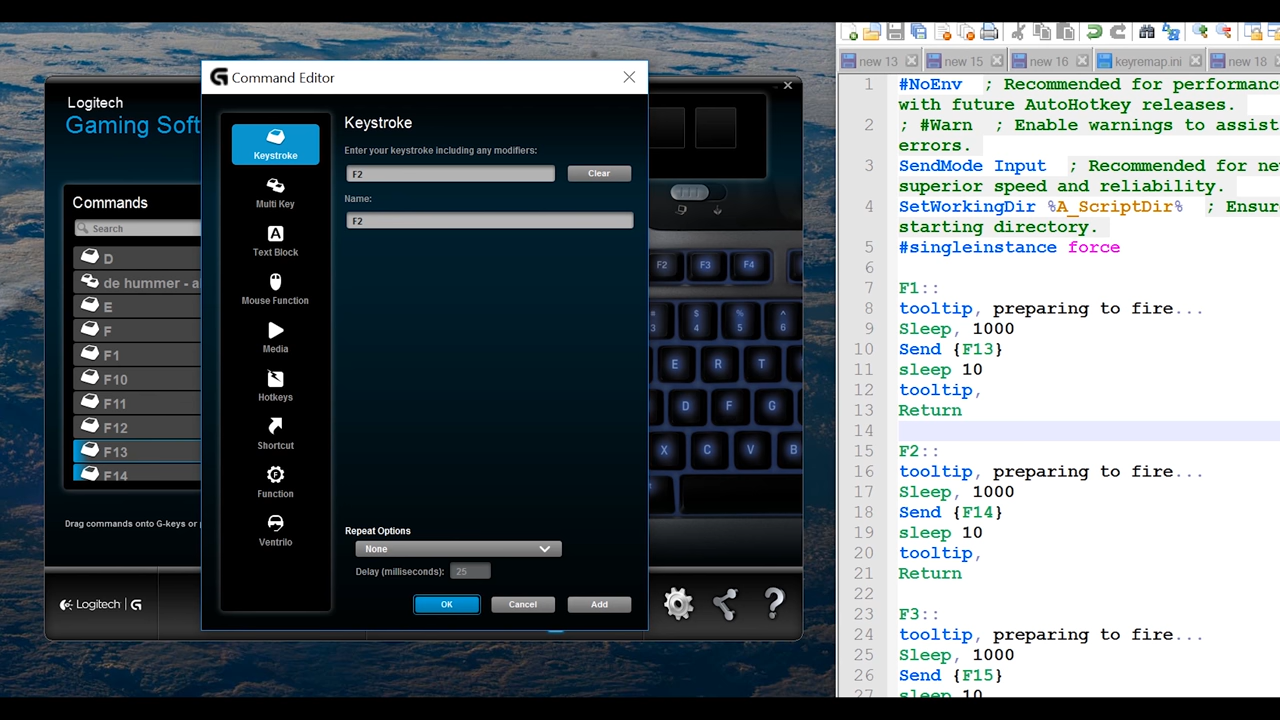 Command Editor
Logitech
Gaming Soft
Commands
Search
D
de hummer - a
E
F
F1
F10
F11
F12
F13
F14
Drag commands onto G-keys or
Logitech G
Keystroke
Multi Key
Text Block
Mouse Function
Media
Hotkeys
Shortcut
Function
Ventrilo
Keystroke
Enter your keystroke including any modifiers:
F2
Clear
Name:
F2
Repeat Options
None
Delay (milliseconds): 25
OK
Cancel
Add
F2 F3 F4
$ 4 % 5 ^ 6
E R T
D F G
X C V B
?
new 13
new 15
new 16
keyremap.ini
new 18
1 #NoEnv ; Recommended for performanc
with future AutoHotkey releases.
2 ; #Warn ; Enable warnings to assist
errors.
3 SendMode Input ; Recommended for ne
superior speed and reliability.
4 SetWorkingDir %A_ScriptDir% ; Ensur
starting directory.
5 #singleinstance force
6
7 F1::
8 tooltip, preparing to fire...
9 Sleep, 1000
10 Send {F13}
11 sleep 10
12 tooltip,
13 Return
14
15 F2::
16 tooltip, preparing to fire...
17 Sleep, 1000
18 Send {F14}
19 sleep 10
20 tooltip,
21 Return
22
23 F3::
24 tooltip, preparing to fire...
25 Sleep, 1000
26 Send {F15}
27 sleep 10